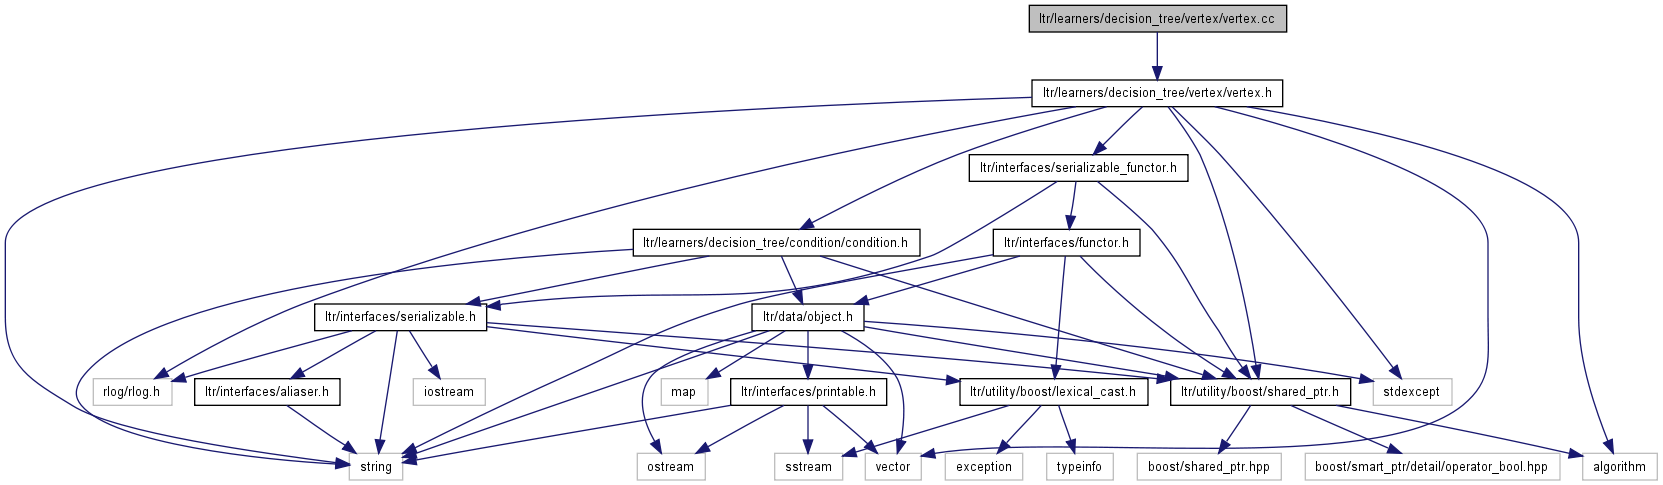 ltr/learners/decision_tree/vertex/vertex.cc
ltr/learners/decision_tree/vertex/vertex.h
ltr/interfaces/serializable_functor.h
ltr/learners/decision_tree/condition/condition.h
ltr/interfaces/functor.h
ltr/interfaces/serializable.h
ltr/data/object.h
rlog/rlog.h
ltr/interfaces/aliaser.h
iostream
map
ltr/interfaces/printable.h
ltr/utility/boost/lexical_cast.h
ltr/utility/boost/shared_ptr.h
stdexcept
string
ostream
sstream
vector
exception
typeinfo
boost/shared_ptr.hpp
boost/smart_ptr/detail/operator_bool.hpp
algorithm